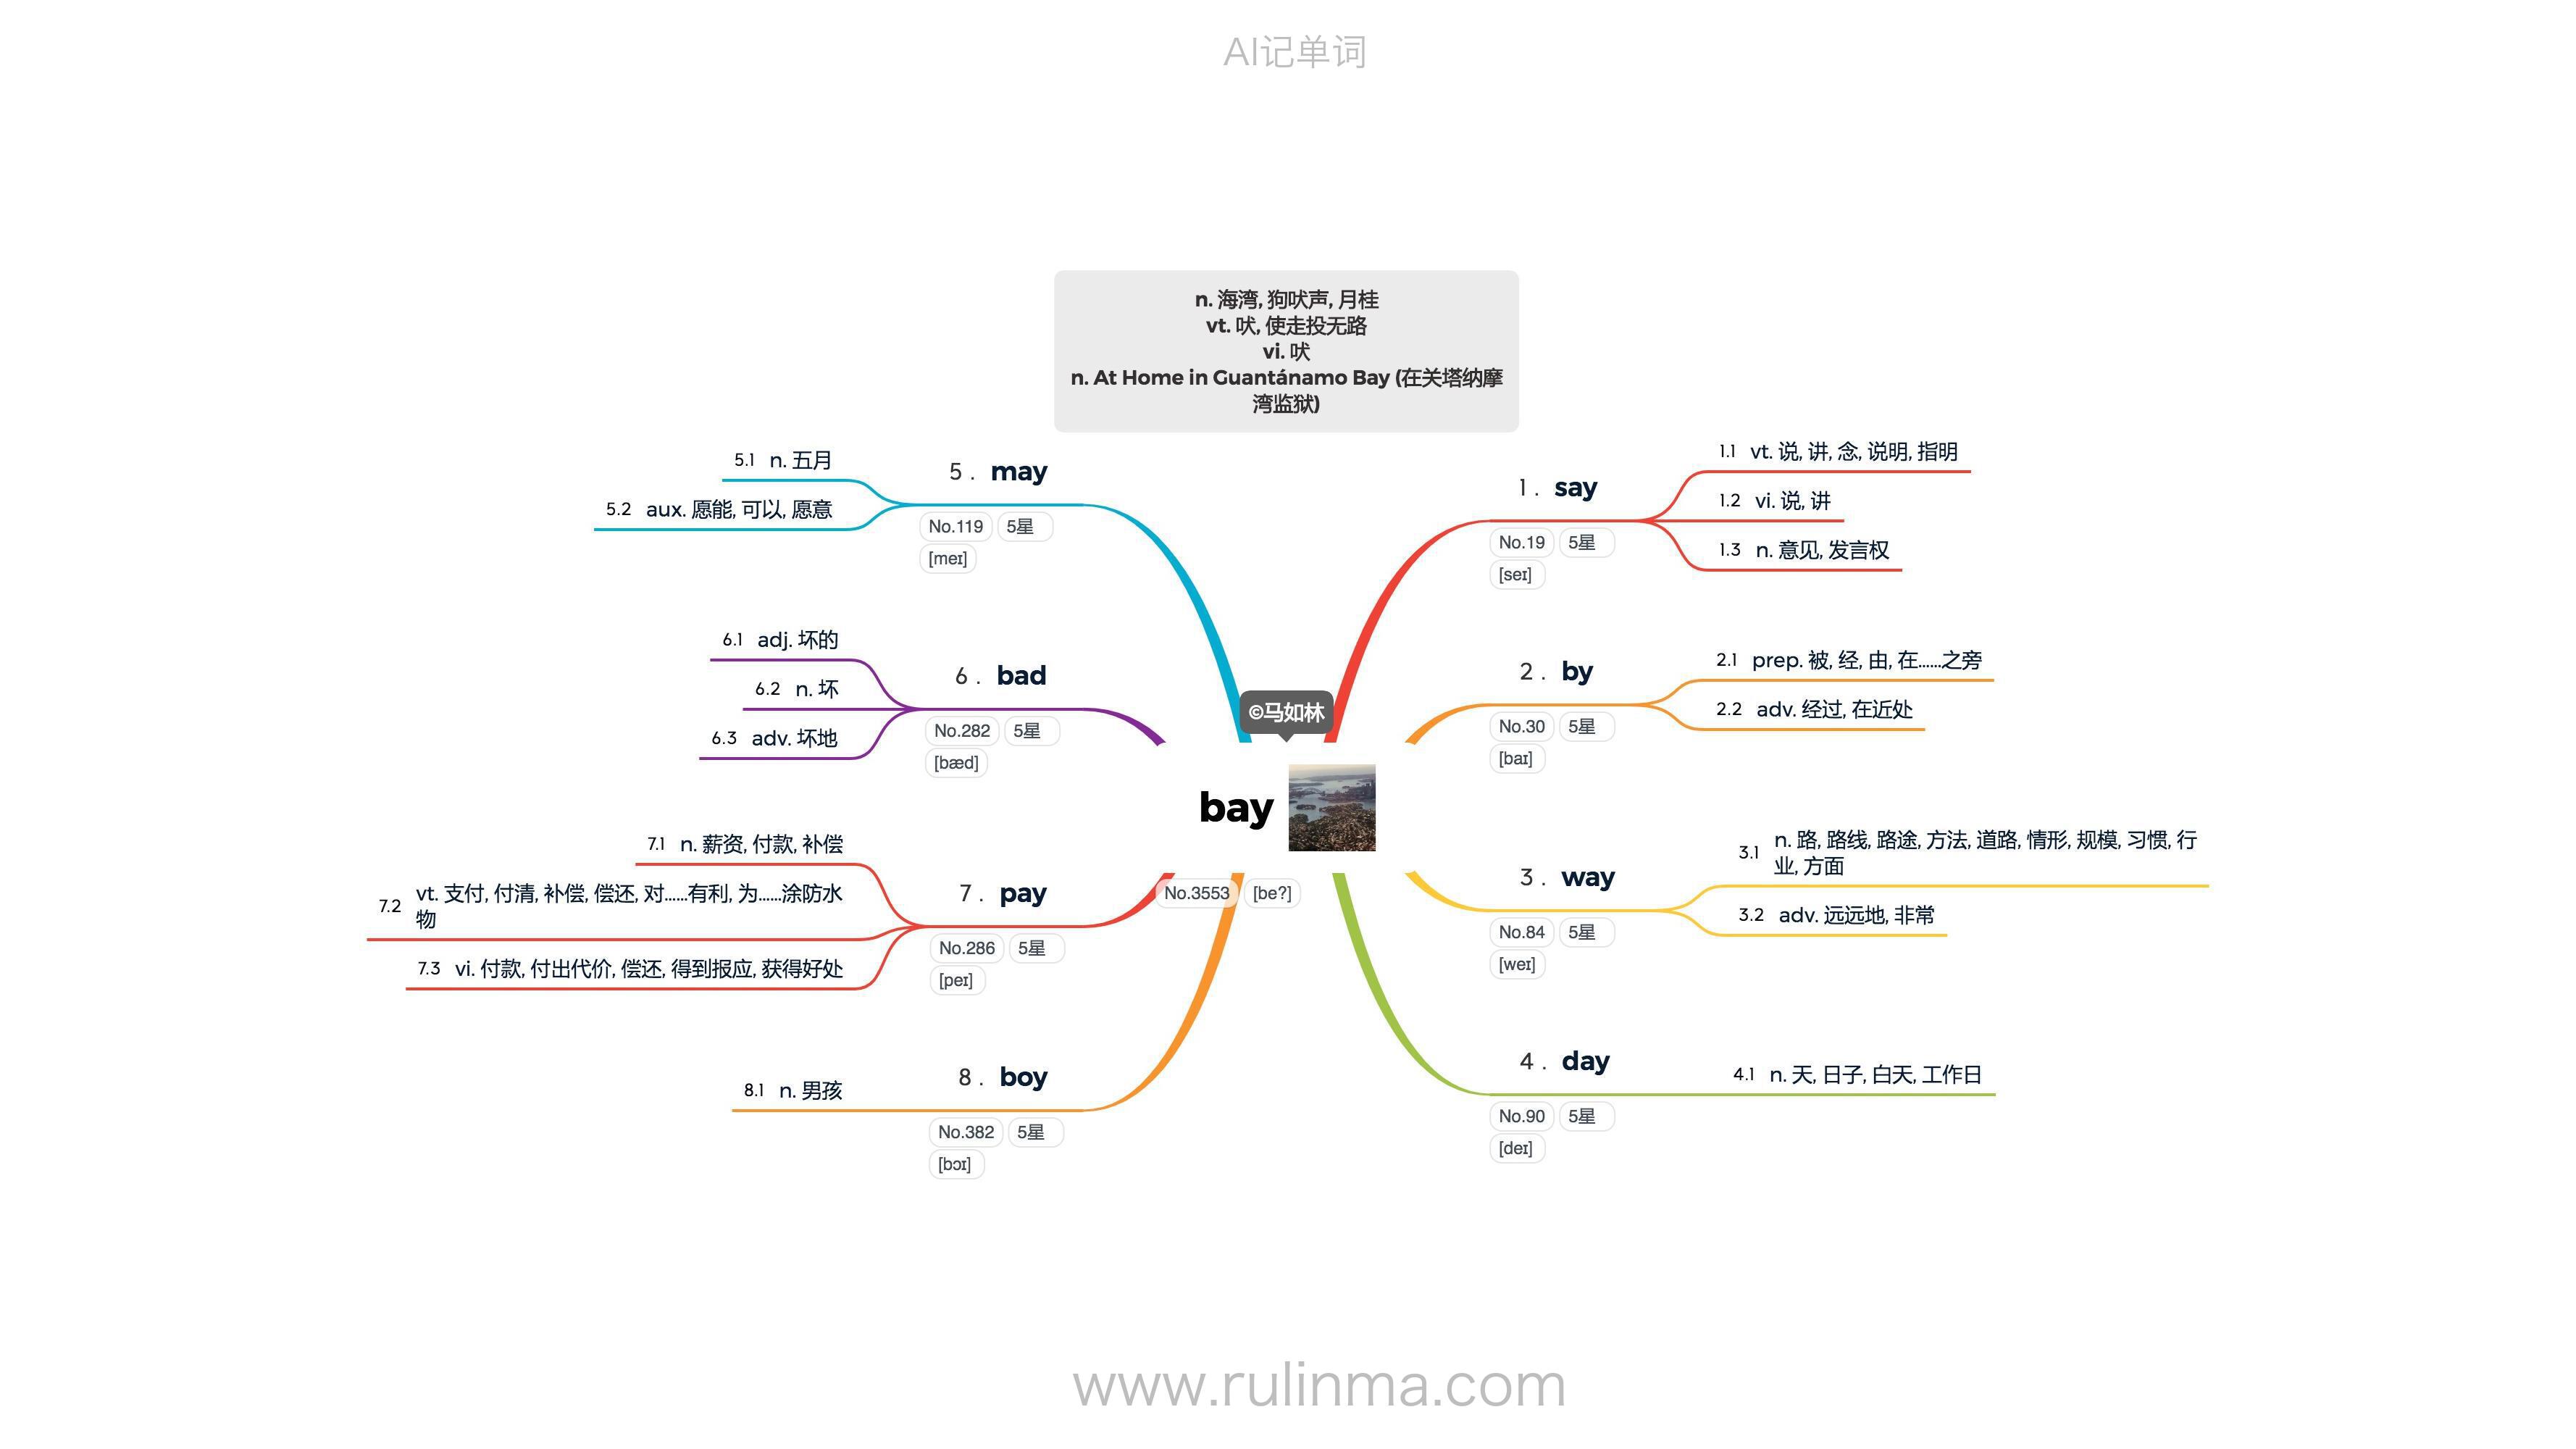 AI记单词
n. 海湾, 狗吠声, 月桂
vt. 吠, 使走投无路
vi. 吠
n. At Home in Guantánamo Bay (在关塔纳摩
湾监狱)
©马如林
bay
No.3553 [be?]
1. say
No.19 5星
[seɪ]
1.1 vt. 说, 讲, 念, 说明, 指明
1.2 vi. 说, 讲
1.3 n. 意见, 发言权
2. by
No.30 5星
[baɪ]
2.1 prep. 被, 经, 由, 在......之旁
2.2 adv. 经过, 在近处
3. way
No.84 5星
[weɪ]
3.1 n. 路, 路线, 路途, 方法, 道路, 情形, 规模, 习惯, 行
业, 方面
3.2 adv. 远远地, 非常
4. day
No.90 5星
[deɪ]
4.1 n. 天, 日子, 白天, 工作日
5. may
No.119 5星
[meɪ]
5.1 n. 五月
5.2 aux. 愿能, 可以, 愿意
6. bad
No.282 5星
[bæd]
6.1 adj. 坏的
6.2 n. 坏
6.3 adv. 坏地
7. pay
No.286 5星
[peɪ]
7.1 n. 薪资, 付款, 补偿
7.2 vt. 支付, 付清, 补偿, 偿还, 对......有利, 为......涂防水
物
7.3 vi. 付款, 付出代价, 偿还, 得到报应, 获得好处
8. boy
No.382 5星
[bɔɪ]
8.1 n. 男孩
www.rulinma.com